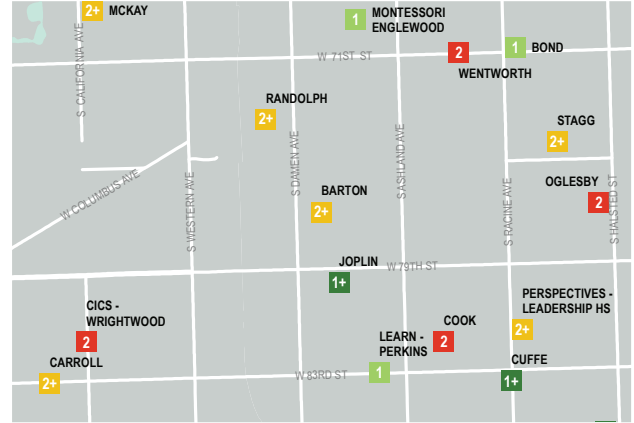 2+ MCKAY
1 MONTESSORI
ENGLEWOOD
S CALIFORNIA AVE
W 71ST ST
2
WENTWORTH
1 BOND
RANDOLPH
2+
STAGG
2+
S DAMEN AVE
S ASHLAND AVE
W COLUMBUS AVE
S WESTERN AVE
BARTON
2+
S RACINE AVE
OGLESBY
2
S HALSTED ST
JOPLIN
1+
W 79TH ST
CICS -
WRIGHTWOOD
2
PERSPECTIVES -
LEADERSHIP HS
2+
COOK
2
LEARN -
PERKINS
1
CARROLL
2+
W 83RD ST
CUFFE
1+